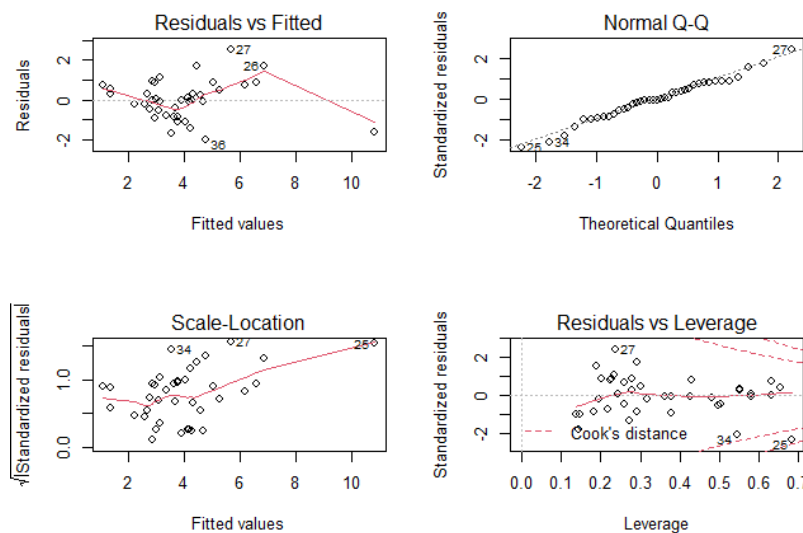 Residuals vs Fitted
Residuals
2
0
-2
27
26
36
2 4 6 8 10
Fitted values
Normal Q-Q
Standardized residuals
2
0
-2
27
25
34
-2 -1 0 1 2
Theoretical Quantiles
Scale-Location
√|Standardized residuals|
1.0
0.0
34
27
25
2 4 6 8 10
Fitted values
Residuals vs Leverage
Standardized residuals
2
0
-2
27
Cook's distance
34
25
0.0 0.1 0.2 0.3 0.4 0.5 0.6 0.7
Leverage